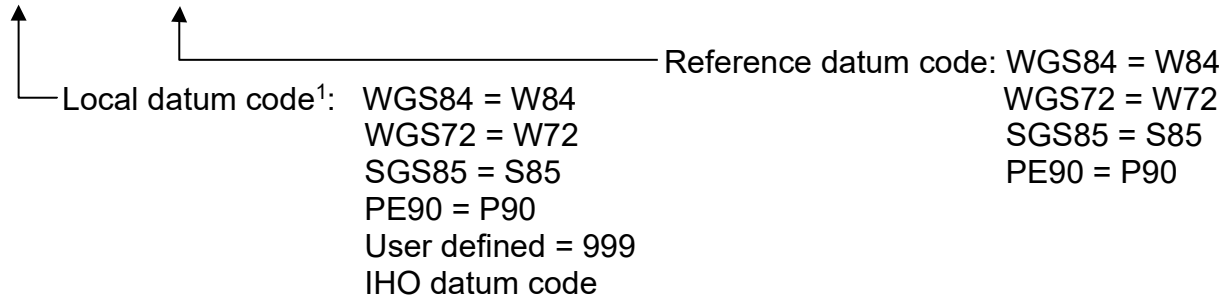 Reference datum code: WGS84 = W84
WGS72 = W72
SGS85 = S85
PE90 = P90
Local datum code¹: WGS84 = W84
WGS72 = W72
SGS85 = S85
PE90 = P90
User defined = 999
IHO datum code